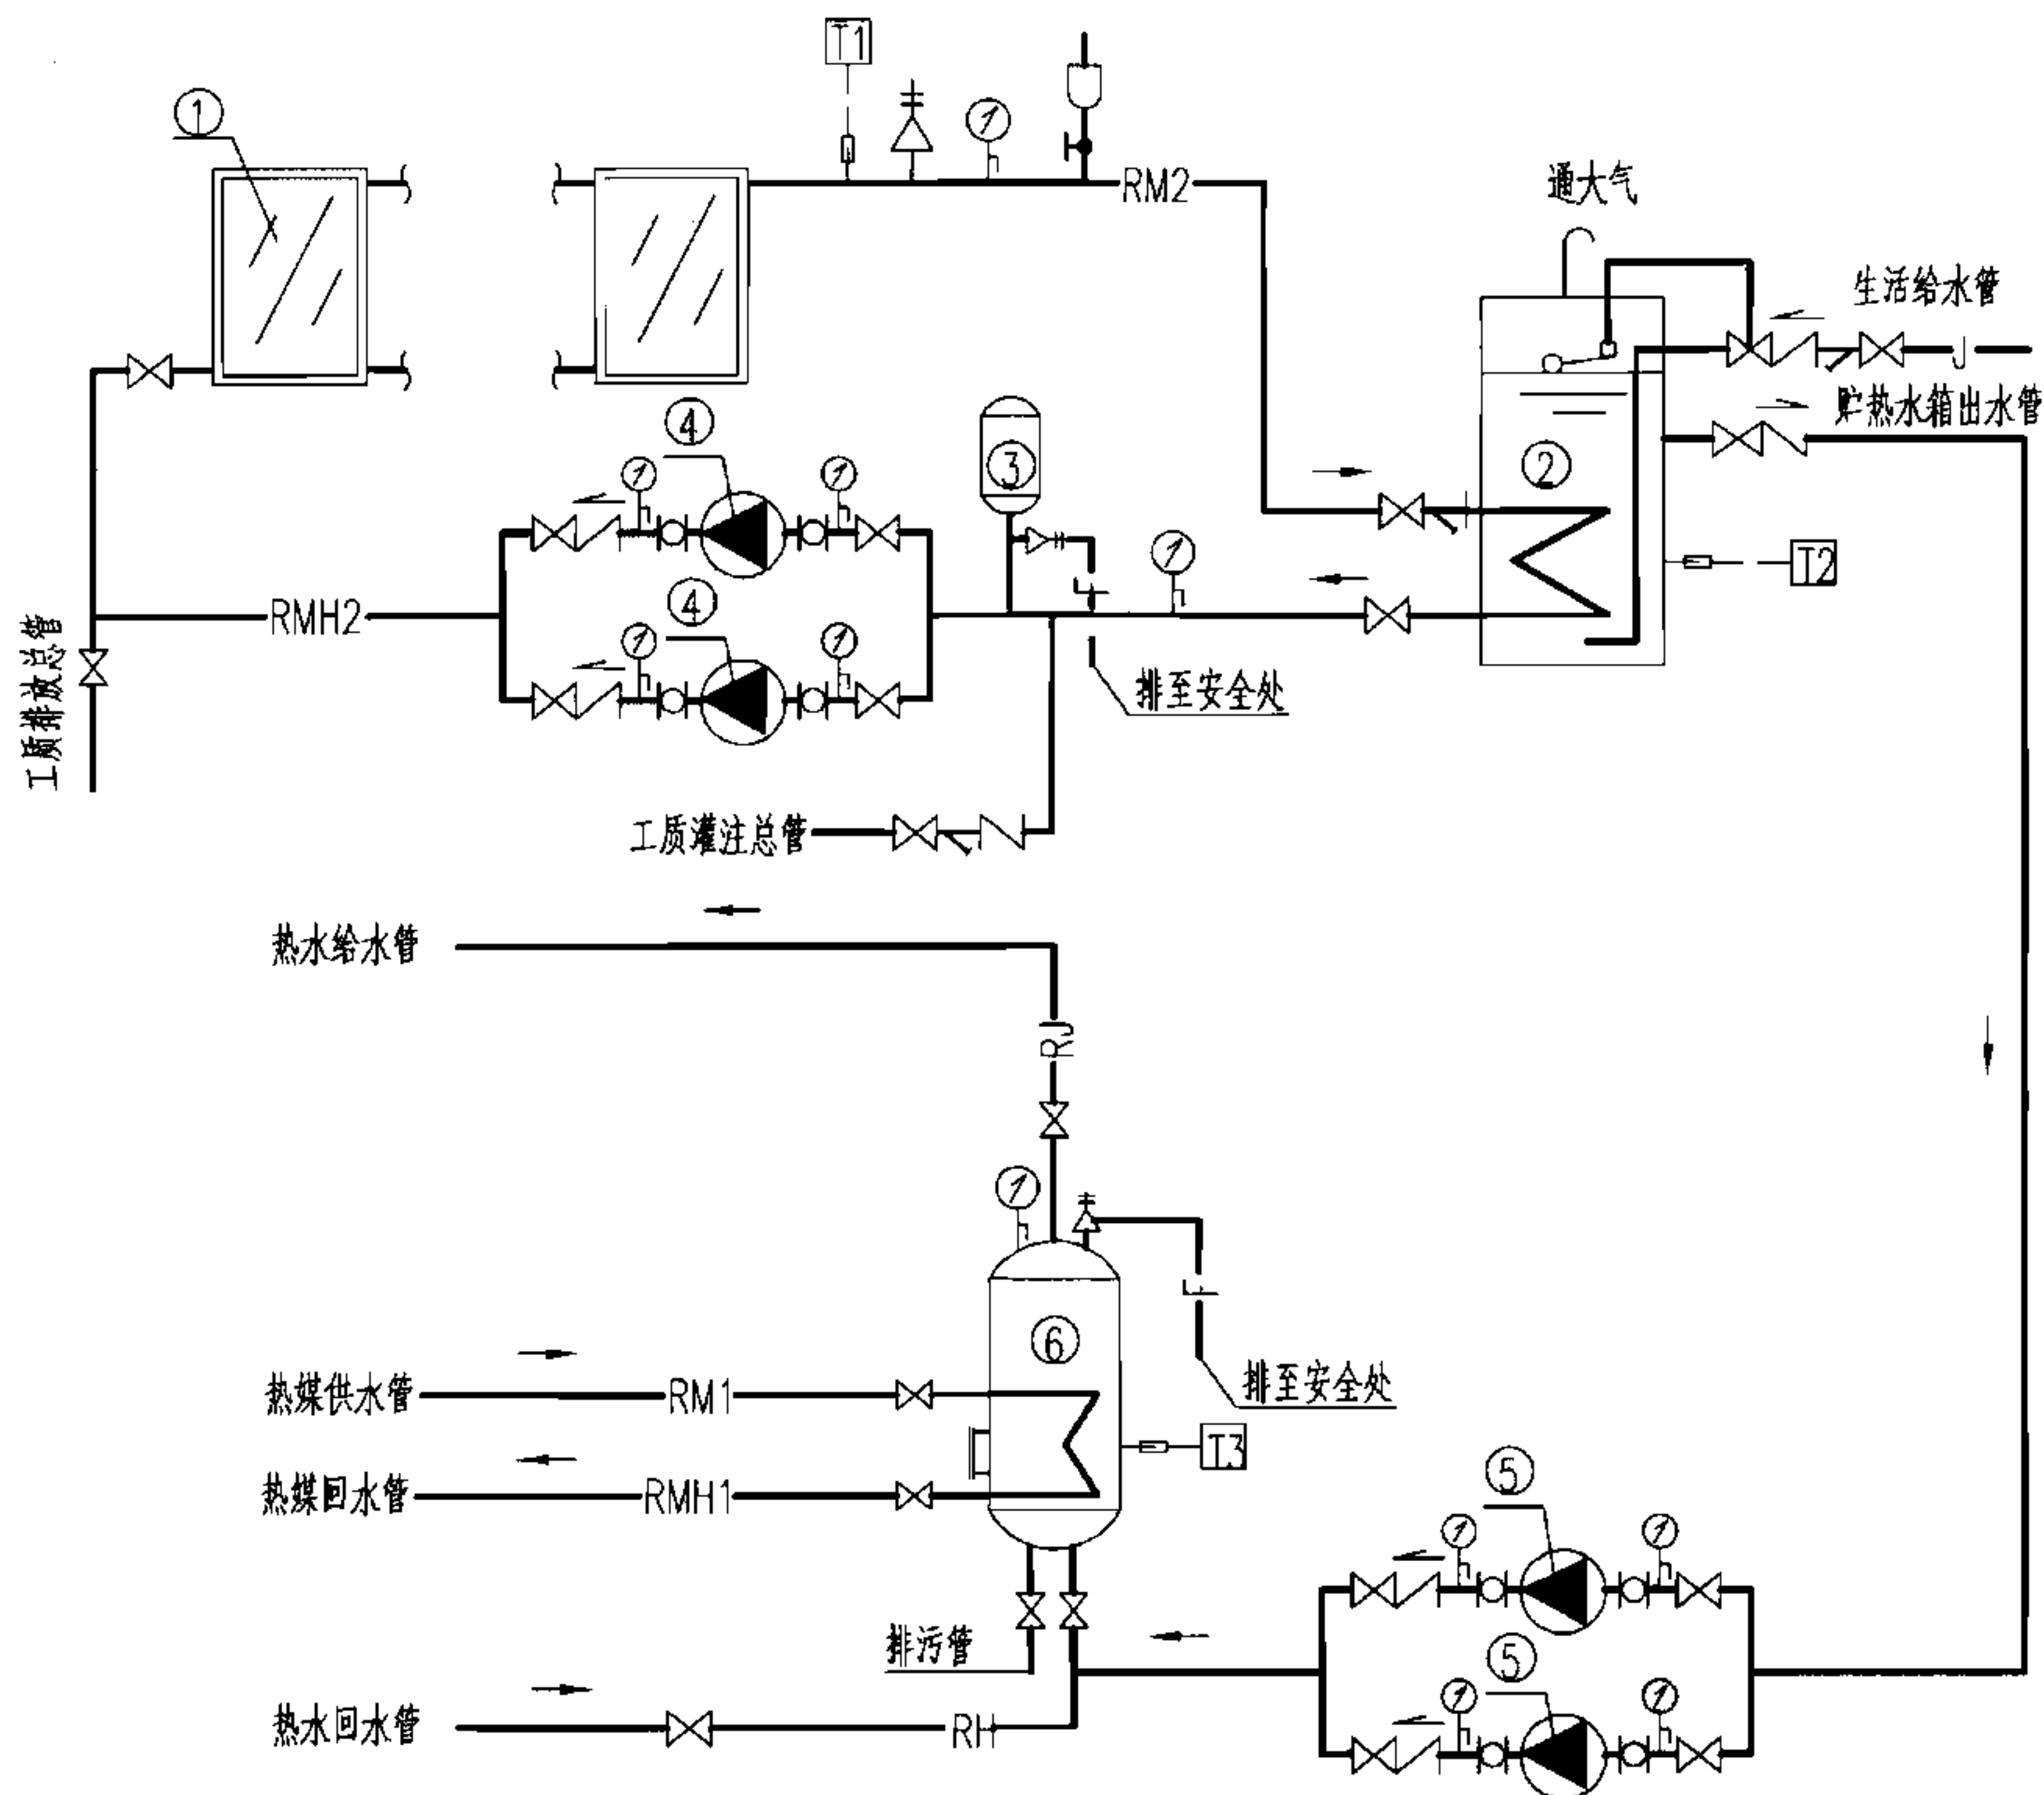 T1
①
RM2
通大气
生活给水管
J
贮热水箱出水管
④
③
②
T2
RMH2
④
工质排放总管
排至安全处
工质灌注总管
热水给水管
RJ
⑥
F
排至安全处
热媒供水管
RM1
T3
热媒回水管
RMH1
⑤
⑤
排污管
热水回水管
RH